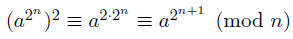 (a^{2^n})^2 ≡ a^{2·2^n} ≡ a^{2^{n+1}} (mod n)